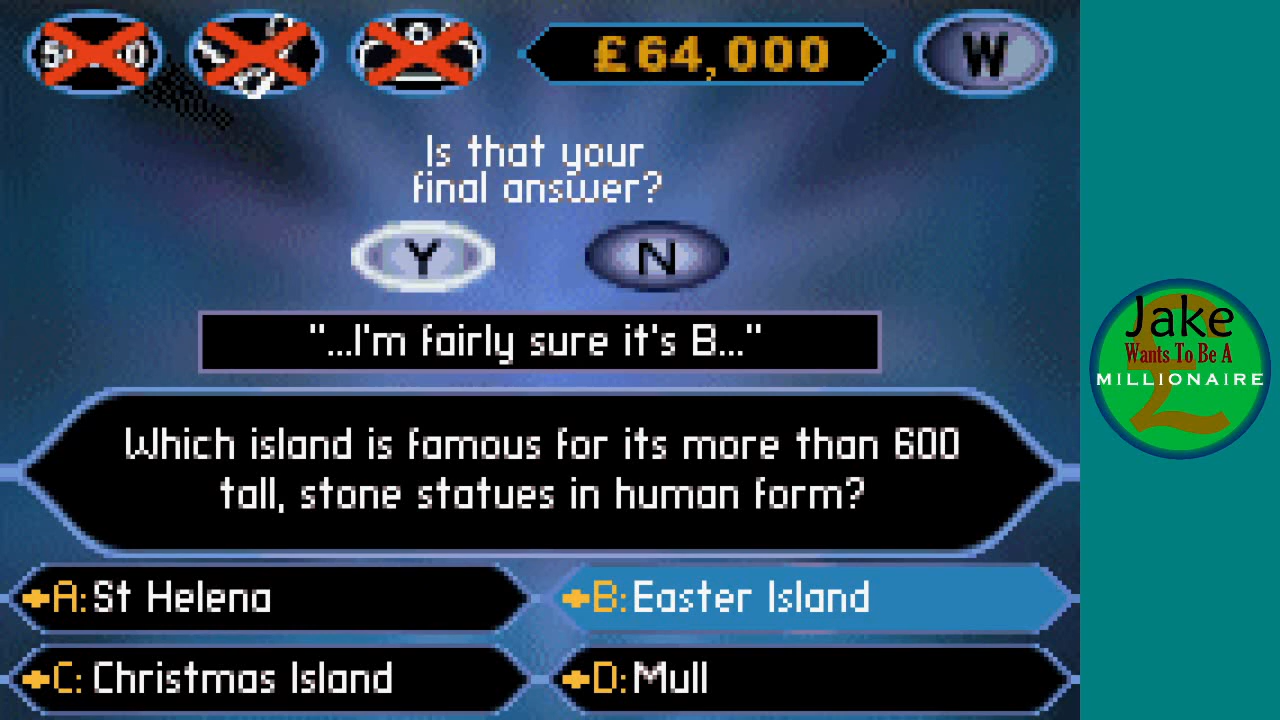 £64,000
W
Is that your
final answer?
Y
N
"...I'm fairly sure it's B..."
Which island is famous for its more than 600
tall, stone statues in human form?
A: St Helena
B: Easter Island
C: Christmas Island
D: Mull
Jake
Wants To Be A
MILLIONAIRE
£